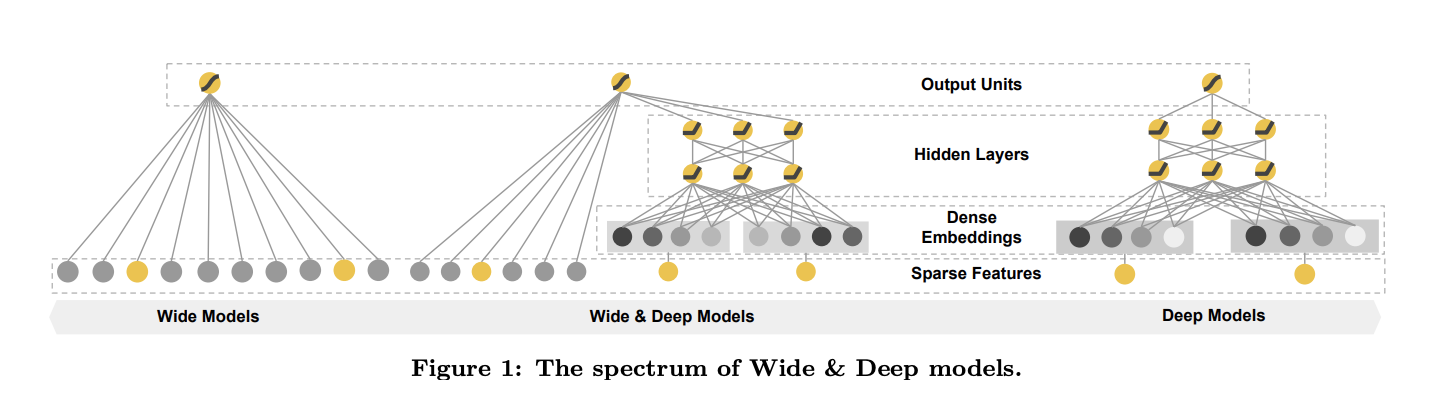 Output Units
Hidden Layers
Dense
Embeddings
Sparse Features
Wide Models
Wide & Deep Models
Deep Models
Figure 1: The spectrum of Wide & Deep models.